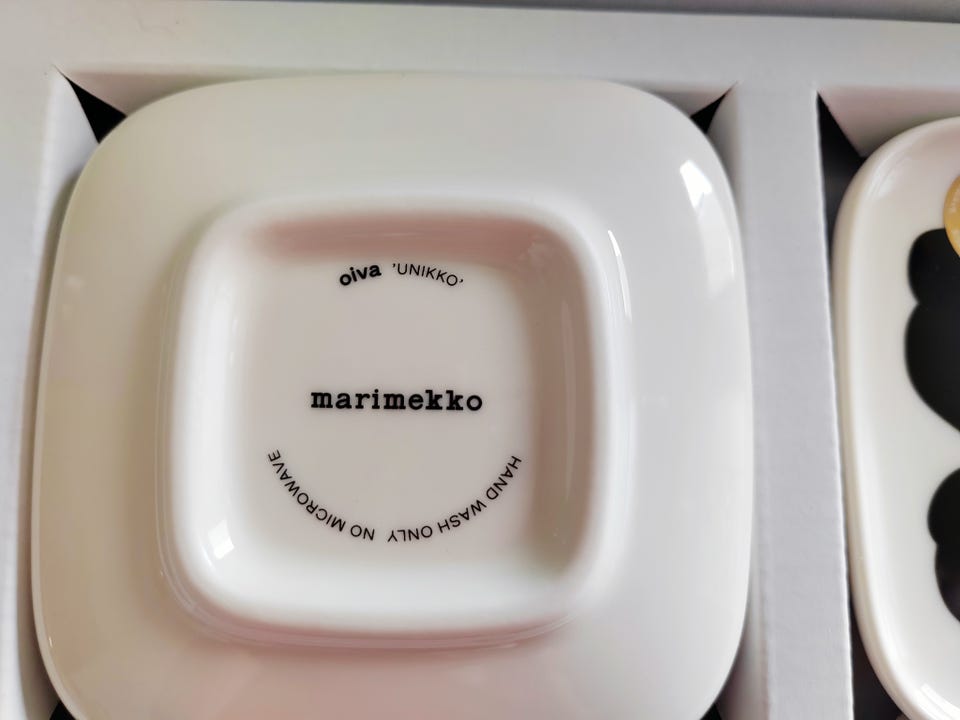 oiva 'UNIKKO'
marimekko
HAND WASH ONLY NO MICROWAVE